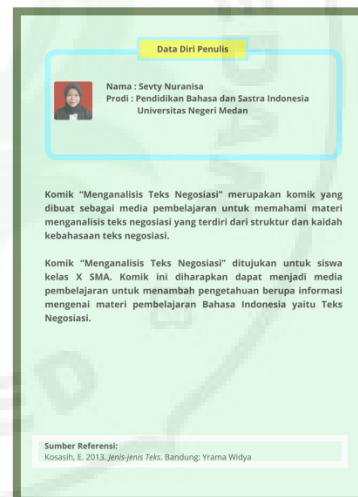 Data Diri Penulis
Nama : Sevty Nuranisa
Prodi : Pendidikan Bahasa dan Sastra Indonesia
Universitas Negeri Medan
Komik “Menganalisis Teks Negosiasi” merupakan komik yang
dibuat sebagai media pembelajaran untuk memahami materi
menganalisis teks negosiasi yang terdiri dari struktur dan kaidah
kebahasaan teks negosiasi.
Komik “Menganalisis Teks Negosiasi” ditujukan untuk siswa
kelas X SMA. Komik ini diharapkan dapat menjadi media
pembelajaran untuk menambah pengetahuan berupa informasi
mengenai materi pembelajaran Bahasa Indonesia yaitu Teks
Negosiasi.
Sumber Referensi:
Kosasih, E. 2013. Jenis-jenis Teks. Bandung: Yrama Widya